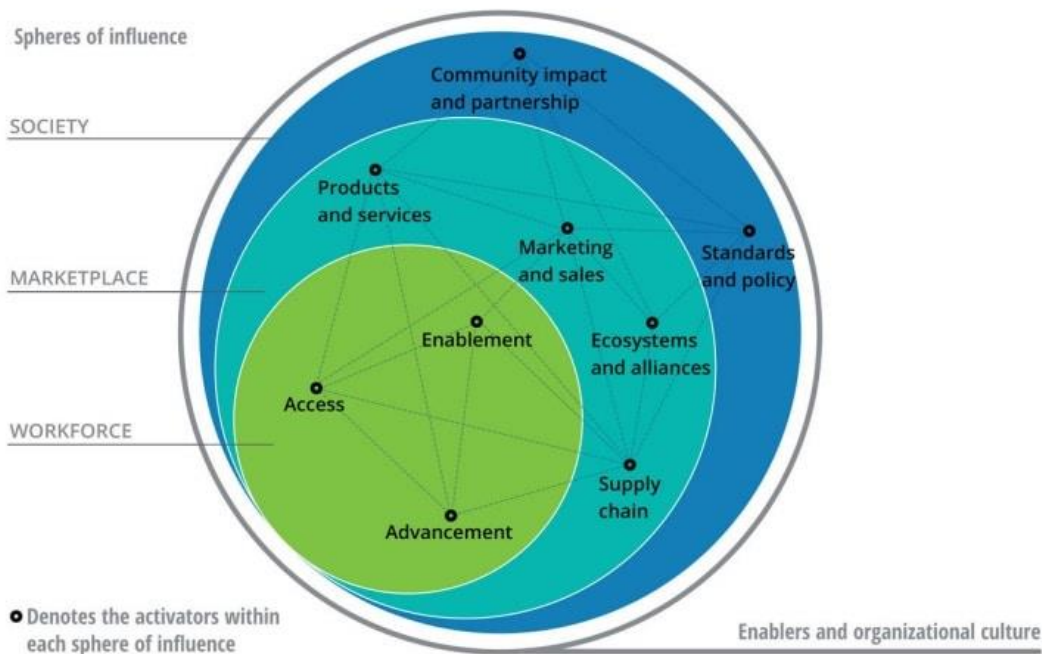 Spheres of influence
Community impact
and partnership
SOCIETY
Products
and services
Marketing
and sales
Standards
and policy
MARKETPLACE
Enablement
Ecosystems
and alliances
Access
WORKFORCE
Supply
chain
Advancement
Denotes the activators within
each sphere of influence
Enablers and organizational culture